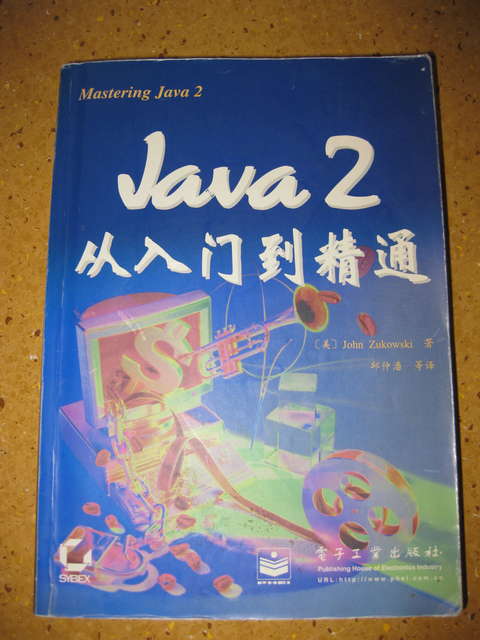 Mastering Java 2
Java 2
从入门到精通
〔美〕John Zukowski 著
邱仲潘 等译
SYBEX
PHEI
電子工業出版社
Publishing House of Electronics Industry
URL:http://www.phei.com.cn